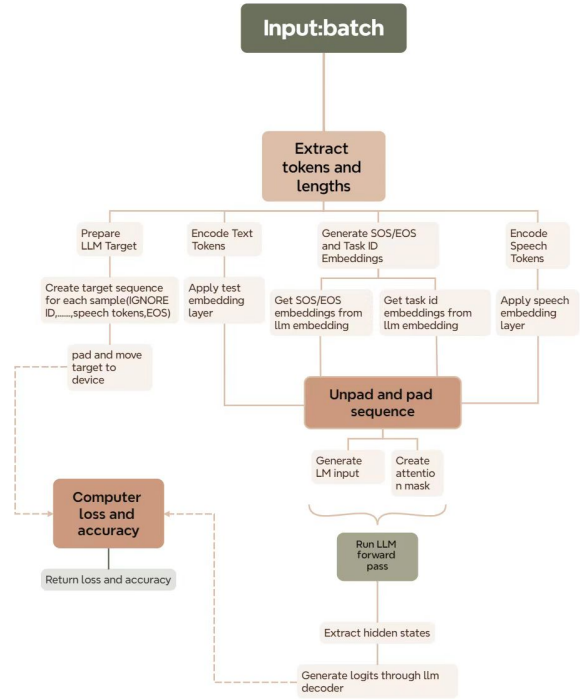 Input:batch
Extract
tokens and
lengths
Prepare
LLM Target
Encode Text
Tokens
Generate SOS/EOS
and Task ID
Embeddings
Encode
Speech
Tokens
Create target sequence
for each sample(IGNORE
ID,......,speech tokens,EOS)
Apply test
embedding
layer
Get SOS/EOS
embeddings from
llm embedding
Get task id
embeddings from
llm embedding
Apply speech
embedding
layer
pad and move
target to
device
Unpad and pad
sequence
Generate
LM input
Create
attentio
n mask
Computer
loss and
accuracy
Return loss and accuracy
Run LLM
forward
pass
Extract hidden states
Generate logits through llm
decoder